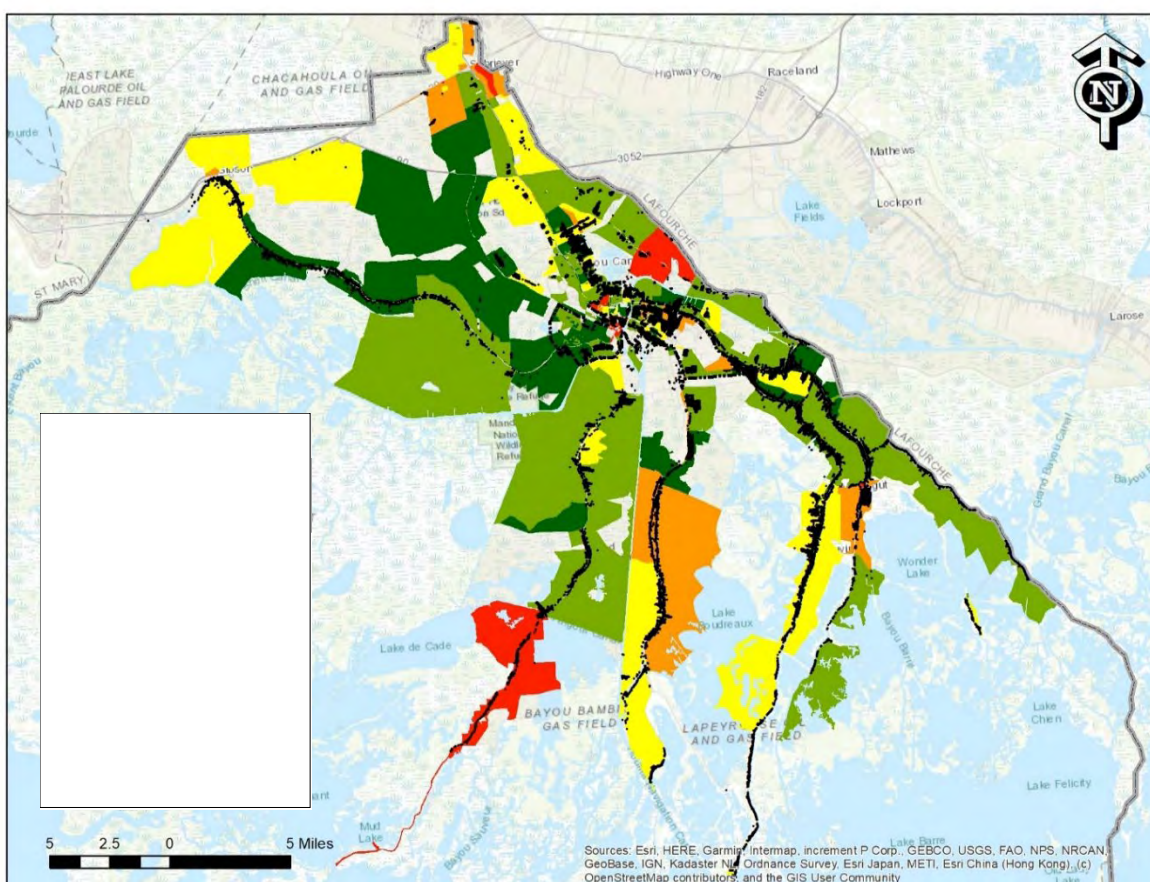 EAST LAKE
PALOURDE OIL
AND GAS FIELD
CHACAHOULA
AND GAS FIELD
Highway One
Raceland
182
N
3052
Mathews
Lockport
Lake
Fields
LAFOURCHE
ST MARY
Larose
LAFOURCHE
Grand Bayou Canal
Wonder
Lake
Bayou Barre
Lake de Cade
Lake
Boudreaux
BAYOU
GAS FIELD
AND GAS FIELD
Lake
Chien
Lake Felicity
Mud
Lake
Lake Barre
5 2.5 0 5 Miles
Sources: Esri, HERE, Garmin, Intermap, increment P Corp., GEBCO, USGS, FAO, NPS, NRCAN,
GeoBase, IGN, Kadaster NL, Ordnance Survey, Esri Japan, METI, Esri China (Hong Kong), (c)
OpenStreetMap contributors, and the GIS User Community